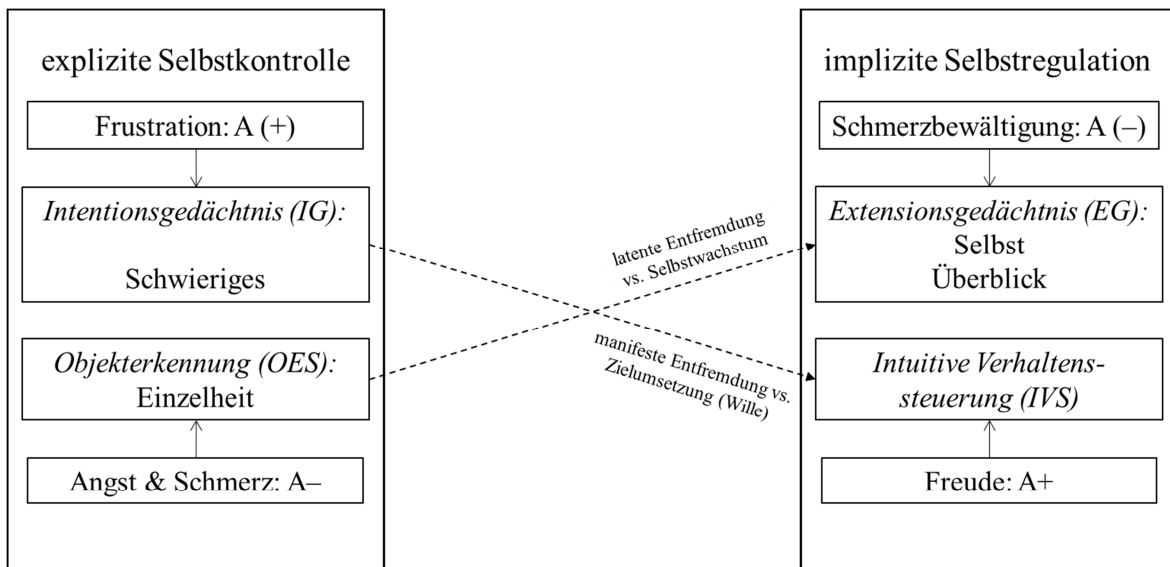 explizite Selbstkontrolle
Frustration: A (+)
Intentionsgedächtnis (IG):
Schwieriges
Objekterkennung (OES):
Einzelheit
Angst & Schmerz: A–
latente Entfremdung
vs. Selbstwachstum
manifeste Entfremdung vs.
Zielumsetzung (Wille)
implizite Selbstregulation
Schmerzbewältigung: A (–)
Extensionsgedächtnis (EG):
Selbst
Überblick
Intuitive Verhaltens-
steuerung (IVS)
Freude: A+